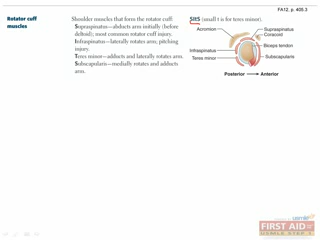 FA12, p. 405.3
Rotator cuff
muscles
Shoulder muscles that form the rotator cuff:
Supraspinatus—abducts arm initially (before
deltoid); most common rotator cuff injury.
Infraspinatus—laterally rotates arm; pitching
injury.
Teres minor—adducts and laterally rotates arm.
Subscapularis—medially rotates and adducts
arm.
SItS (small t is for teres minor).
Acromion
Supraspinatus
Coracoid
Biceps tendon
Infraspinatus
Subscapularis
Teres minor
Posterior Anterior
FIRST AID
USMLE STEP 1